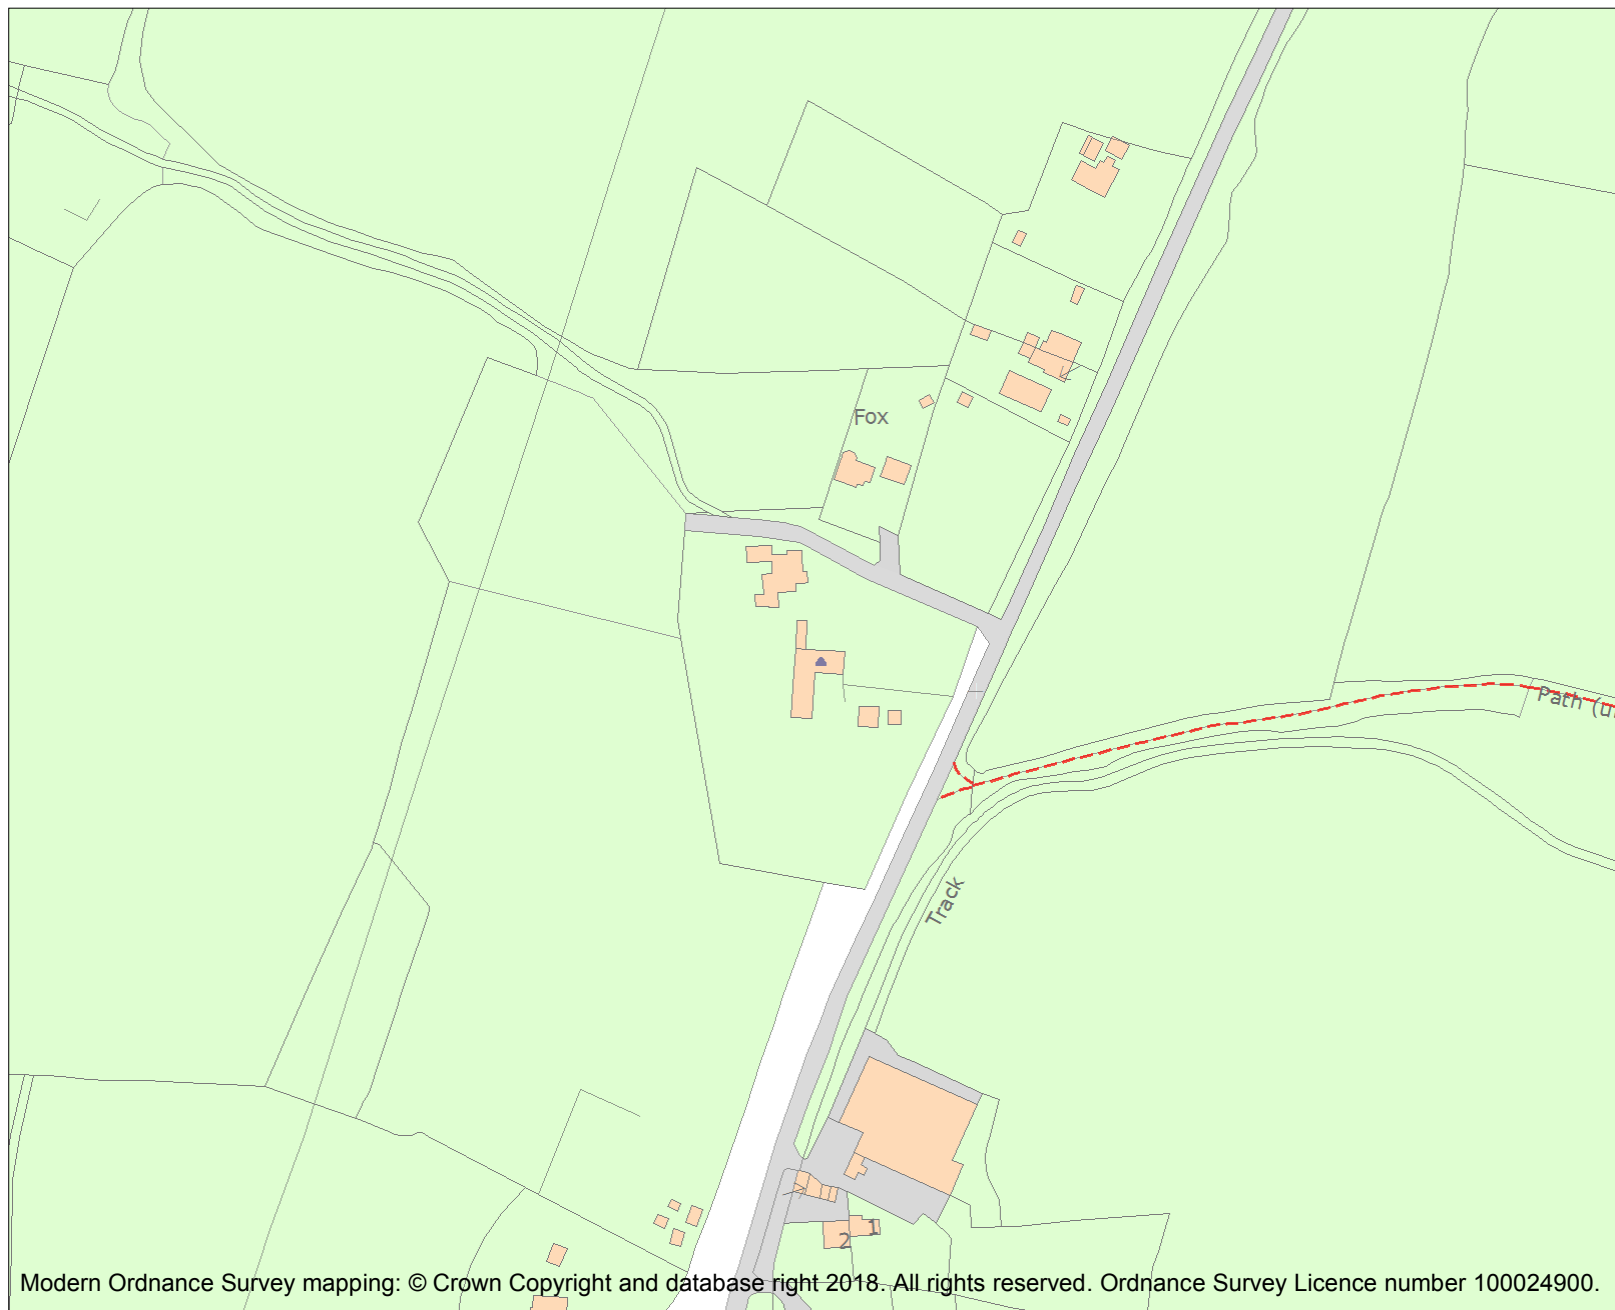 Fox
Path (u
Track
1
2
Modern Ordnance Survey mapping: © Crown Copyright and database right 2018. All rights reserved. Ordnance Survey Licence number 100024900.